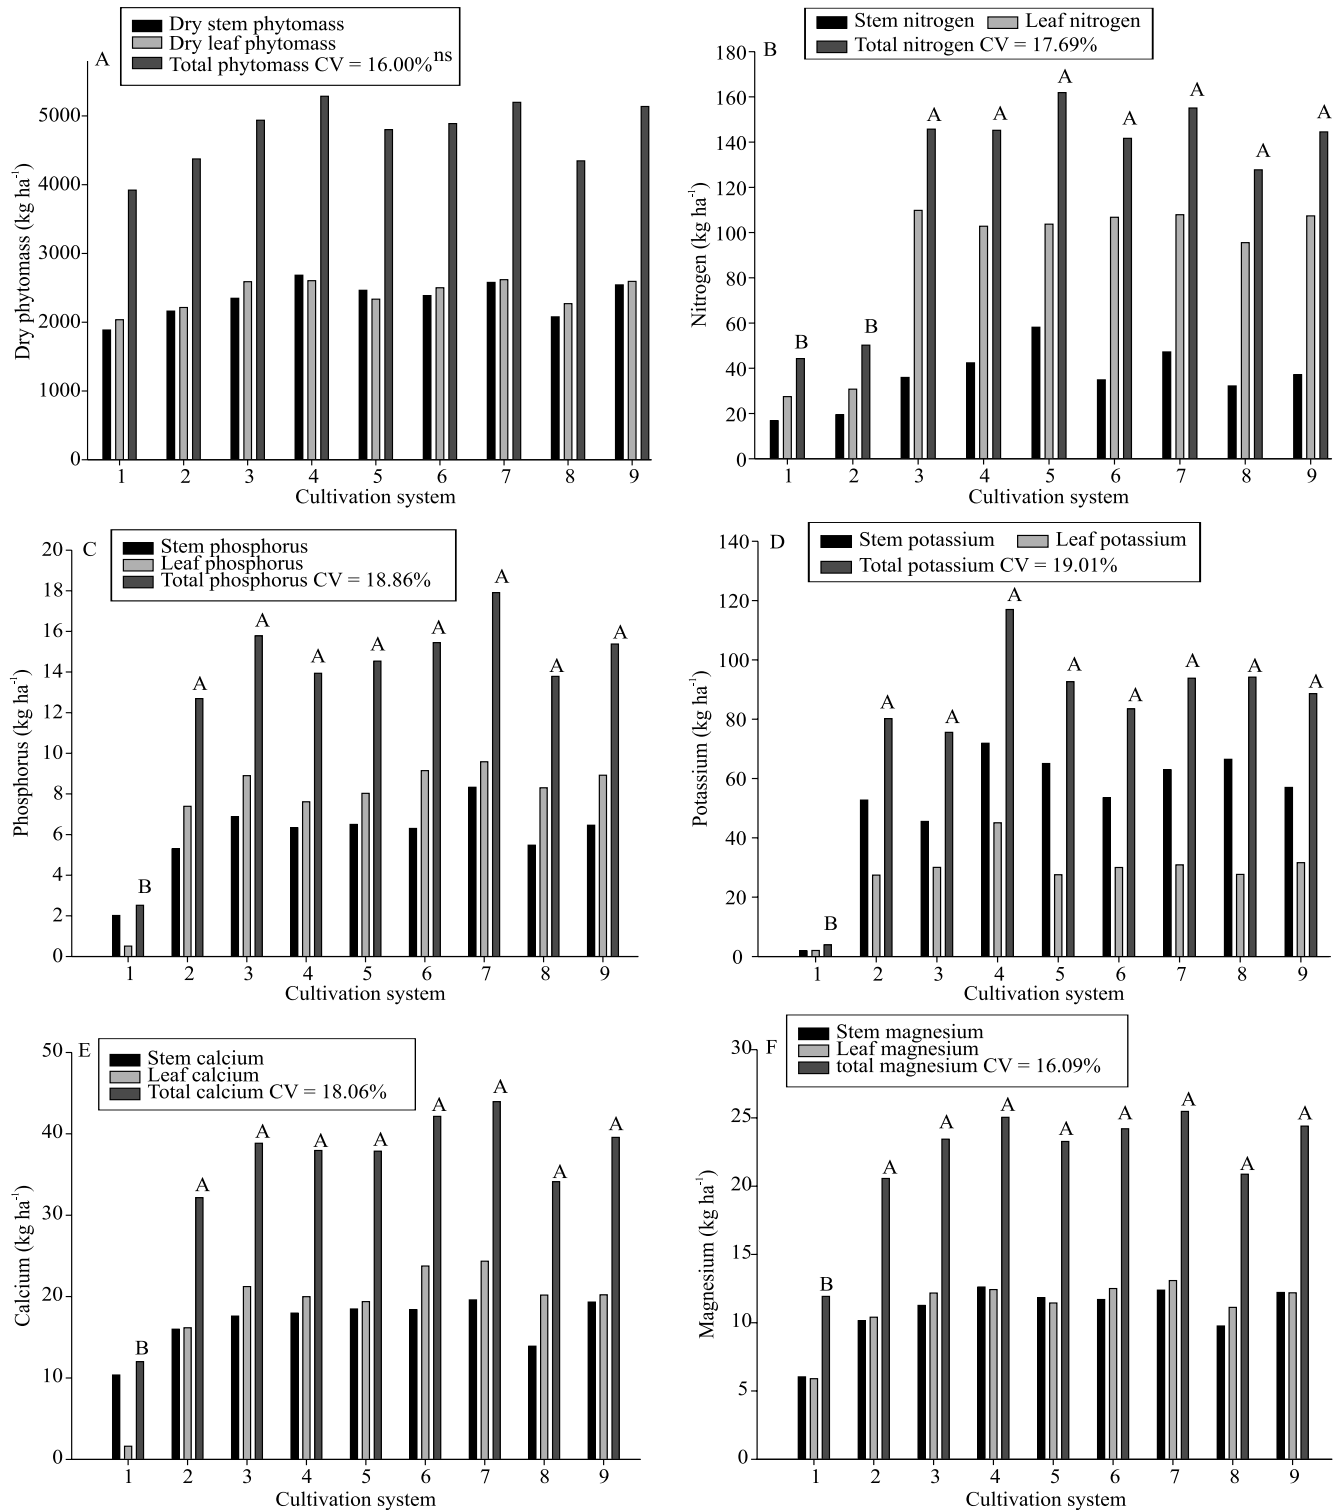 A
Dry stem phytomass
Dry leaf phytomass
Total phytomass CV = 16.00%ns
Dry phytomass (kg ha-1)
5000
4000
3000
2000
1000
0
1 2 3 4 5 6 7 8 9
Cultivation system
B
Stem nitrogen Leaf nitrogen
Total nitrogen CV = 17.69%
Nitrogen (kg ha-1)
180
160
140
120
100
80
60
40
20
0
B B A A A A A A A
1 2 3 4 5 6 7 8 9
Cultivation system
C
Stem phosphorus
Leaf phosphorus
Total phosphorus CV = 18.86%
Phosphorus (kg ha-1)
20
18
16
14
12
10
8
6
4
2
0
B A A A A A A A A
1 2 3 4 5 6 7 8 9
Cultivation system
D
Stem potassium Leaf potassium
Total potassium CV = 19.01%
Potassium (kg ha-1)
140
120
100
80
60
40
20
0
B A A A A A A A A
1 2 3 4 5 6 7 8 9
Cultivation system
E
Stem calcium
Leaf calcium
Total calcium CV = 18.06%
Calcium (kg ha-1)
50
40
30
20
10
0
B A A A A A A A A
1 2 3 4 5 6 7 8 9
Cultivation system
F
Stem magnesium
Leaf magnesium
total magnesium CV = 16.09%
Magnesium (kg ha-1)
30
25
20
15
10
5
0
B A A A A A A A A
1 2 3 4 5 6 7 8 9
Cultivation system